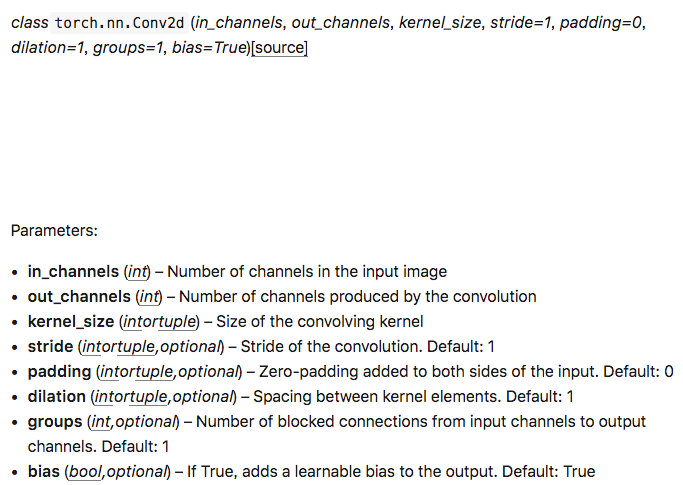 class torch.nn.Conv2d (in_channels, out_channels, kernel_size, stride=1, padding=0,
dilation=1, groups=1, bias=True)[source]
Parameters:
• in_channels (int) – Number of channels in the input image
• out_channels (int) – Number of channels produced by the convolution
• kernel_size (intortuple) – Size of the convolving kernel
• stride (intortuple,optional) – Stride of the convolution. Default: 1
• padding (intortuple,optional) – Zero-padding added to both sides of the input. Default: 0
• dilation (intortuple,optional) – Spacing between kernel elements. Default: 1
• groups (int,optional) – Number of blocked connections from input channels to output
channels. Default: 1
• bias (bool,optional) – If True, adds a learnable bias to the output. Default: True